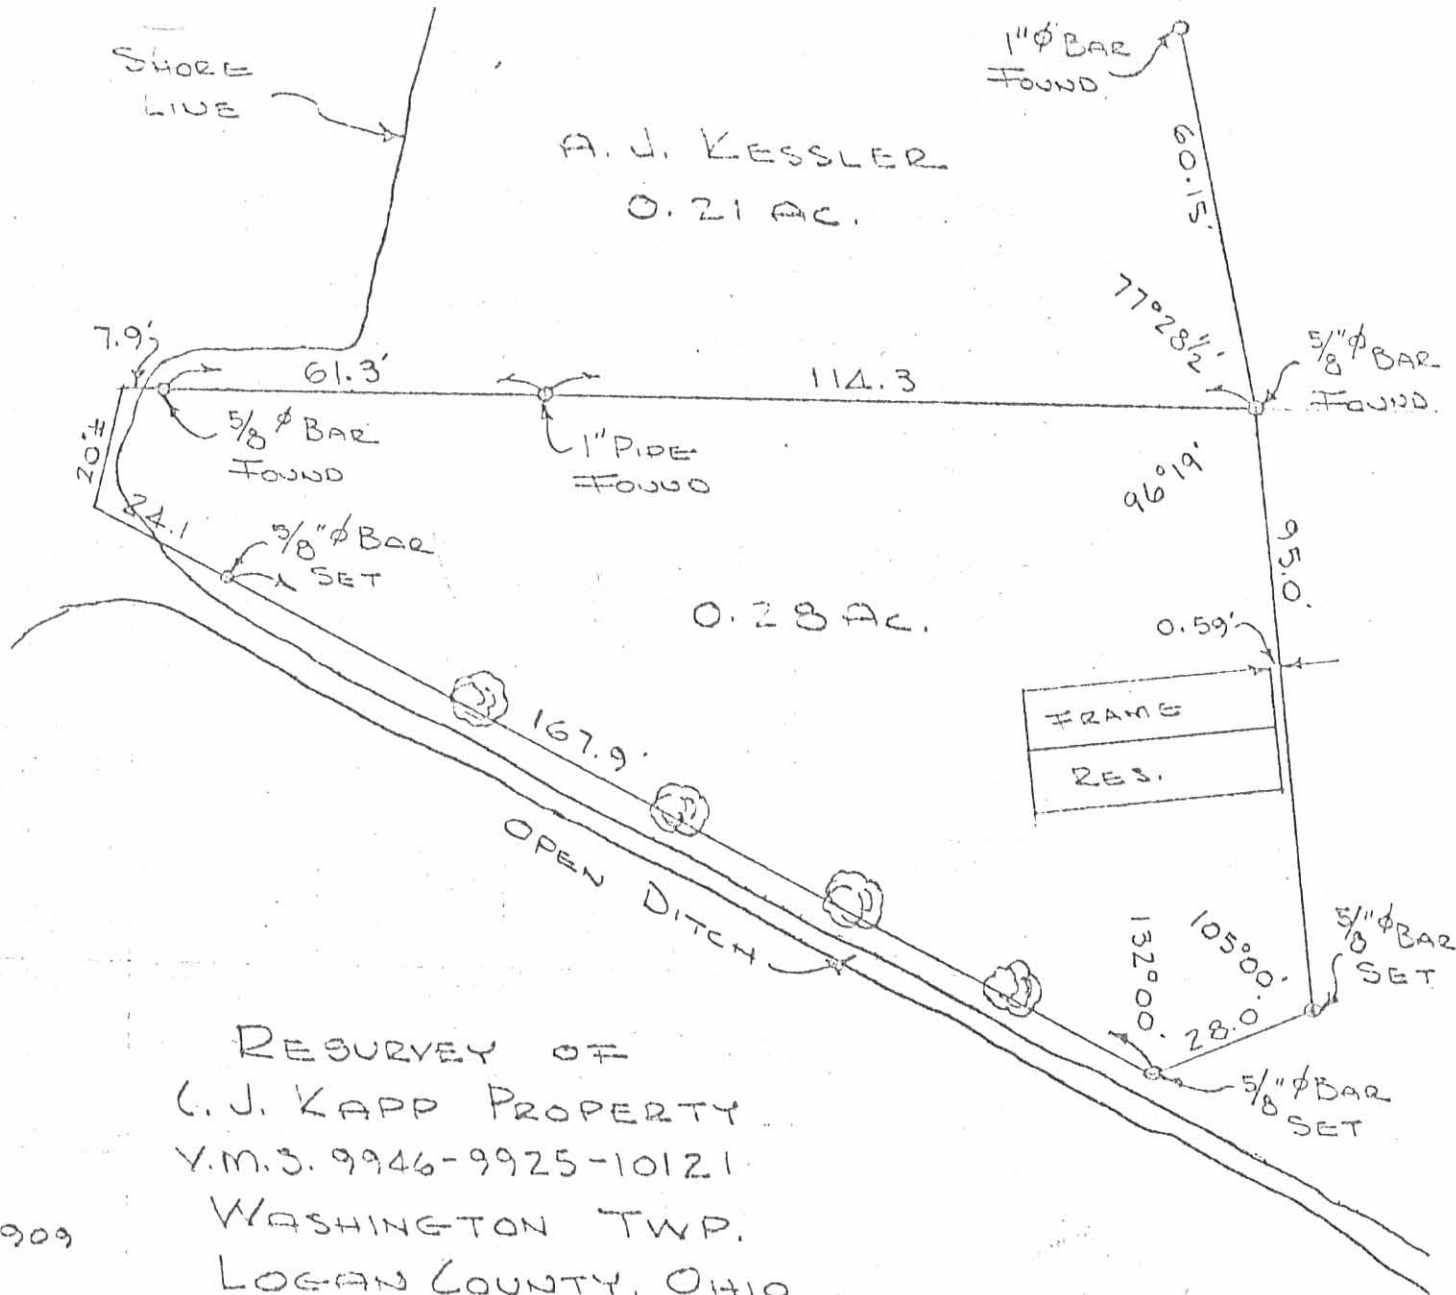 SHORE
LINE
1"ϕ BAR
FOUND
A. J. KESSLER
0.21 AC.
60.15'
77°28½'
7.9'
61.3'
114.3
5/8"ϕ BAR
FOUND
5/8 ϕ BAR
FOUND
1" PIPE
FOUND
20'±
24.1
96°19'
5/8"ϕ BAR
SET
95.0'
0.28 AC.
0.59'
FRAME
RES.
167.9'
OPEN DITCH
132°00'
105°00'
28.0'
5/8"ϕ BAR
SET
5/8"ϕ BAR
SET
RESURVEY OF
C. J. KAPP PROPERTY
V.M.S. 9946-9925-10121
WASHINGTON TWP.
LOGAN COUNTY, OHIO
909